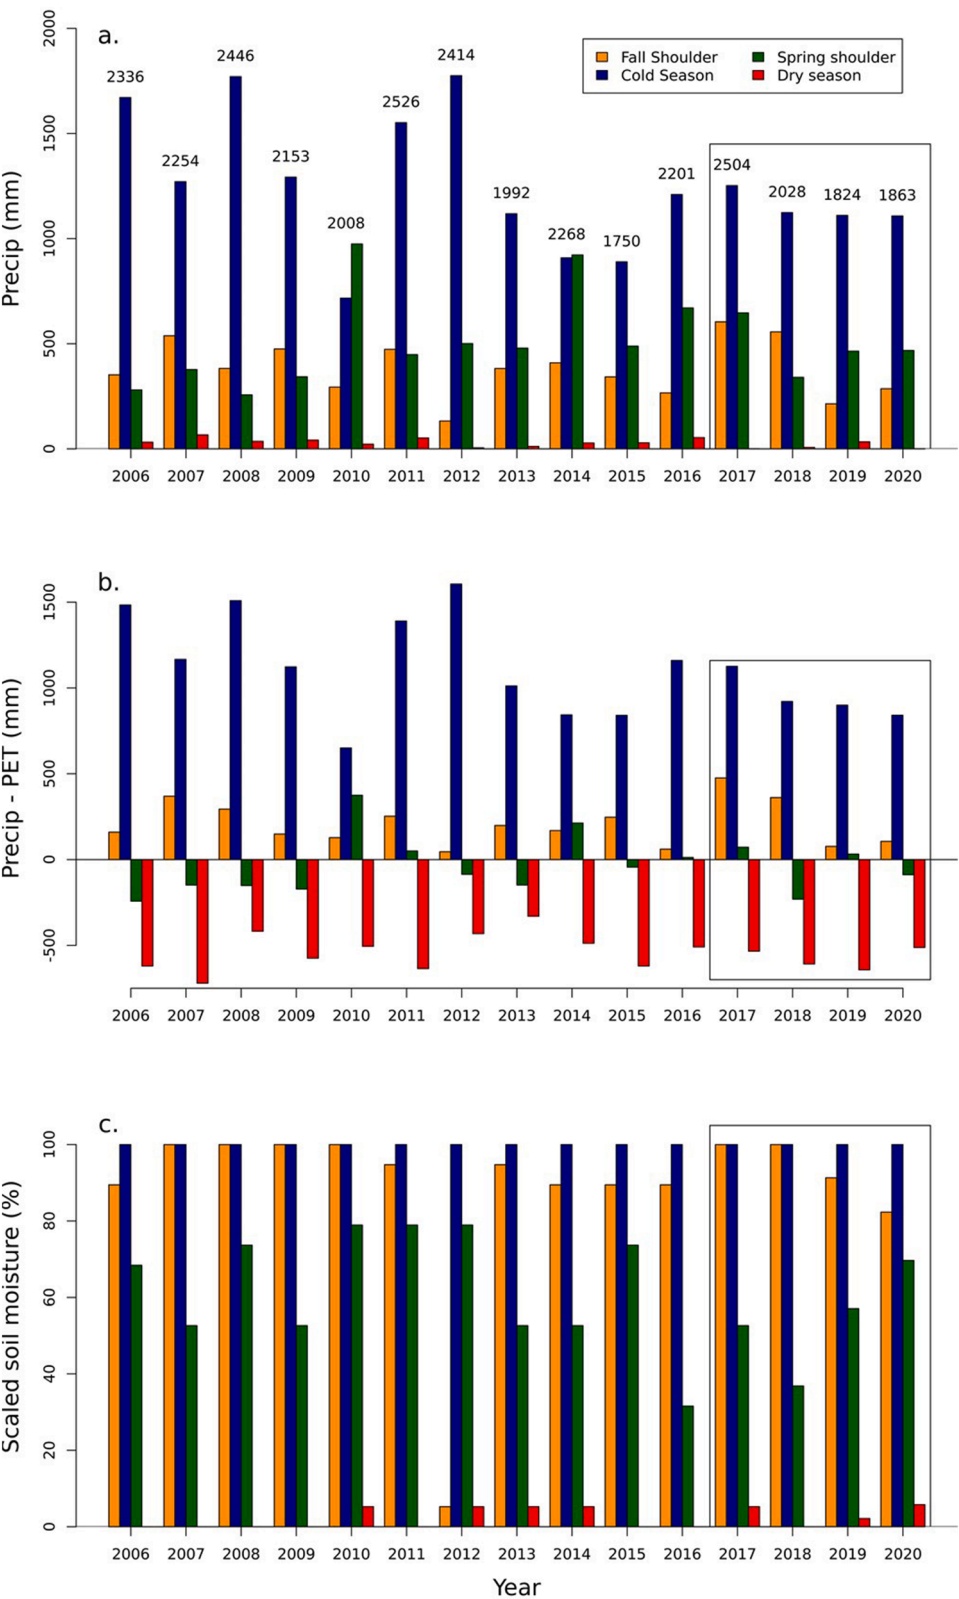 a.
Fall Shoulder
Spring shoulder
Cold Season
Dry season
Precip (mm)
2000
1500
1000
500
0
2336
2254
2446
2153
2008
2526
2414
1992
2268
1750
2201
2504
2028
1824
1863
2006 2007 2008 2009 2010 2011 2012 2013 2014 2015 2016 2017 2018 2019 2020
b.
Precip - PET (mm)
1500
1000
500
0
-500
2006 2007 2008 2009 2010 2011 2012 2013 2014 2015 2016 2017 2018 2019 2020
c.
Scaled soil moisture (%)
100
80
60
40
20
0
2006 2007 2008 2009 2010 2011 2012 2013 2014 2015 2016 2017 2018 2019 2020
Year